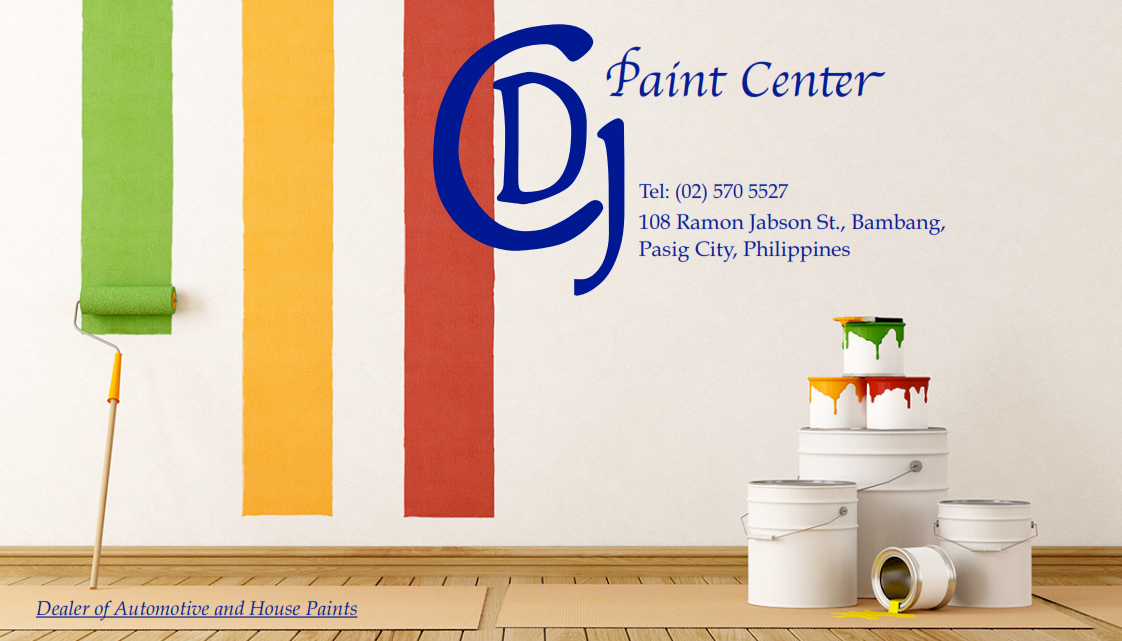 CDJ Paint Center
Tel: (02) 570 5527
108 Ramon Jabson St., Bambang,
Pasig City, Philippines
Dealer of Automotive and House Paints